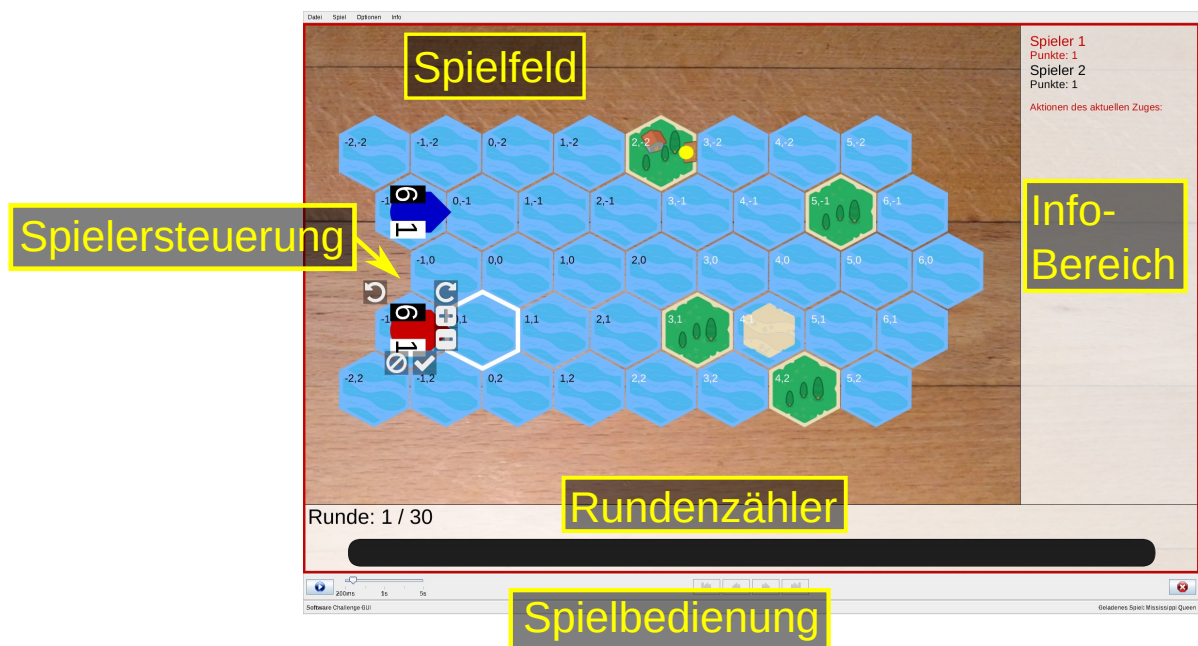 Datei Spiel Optionen Info
Spielfeld
Spieler 1
Punkte: 1
Spieler 2
Punkte: 1
Aktionen des aktuellen Zuges:
-2,-2 -1,-2 0,-2 1,-2 2,-2 3,-2 4,-2 5,-2
6 1 0,-1 1,-1 2,-1 3,-1 4,-1 5,-1 6,-1
Info-
Bereich
Spielersteuerung
-1,0 0,0 1,0 2,0 3,0 4,0 5,0 6,0
6 1 1,1 2,1 3,1 4,1 5,1 6,1
-2,2 -1,2 0,2 1,2 2,2 3,2 4,2 5,2
Rundenzähler
Runde: 1 / 30
200ms 1s 5s
Spielbedienung
Software Challenge GUI
Geladenes Spiel: Mississippi Queen